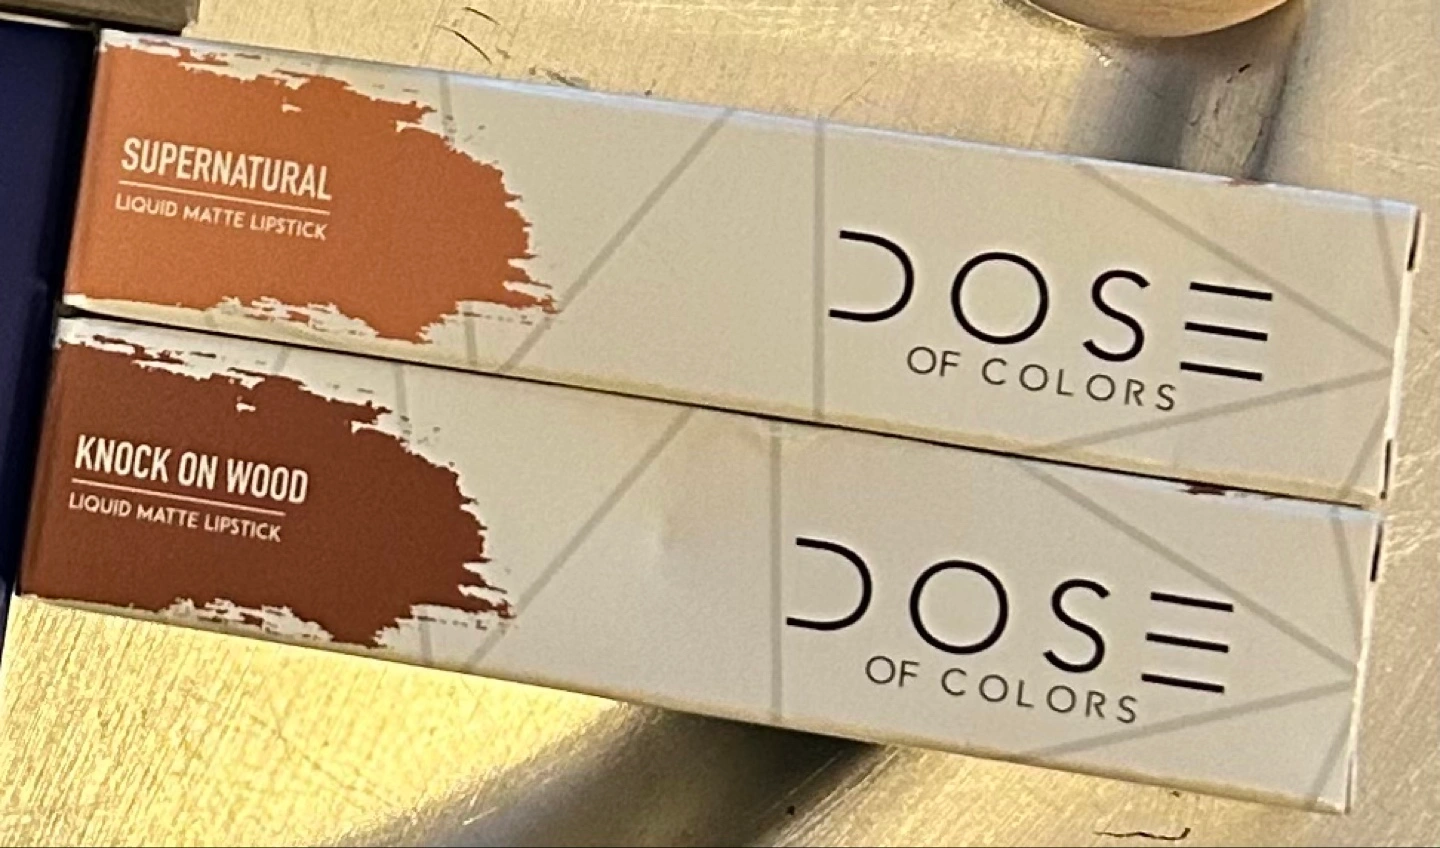 SUPERNATURAL
LIQUID MATTE LIPSTICK
DOSE
OF COLORS
KNOCK ON WOOD
LIQUID MATTE LIPSTICK
DOSE
OF COLORS